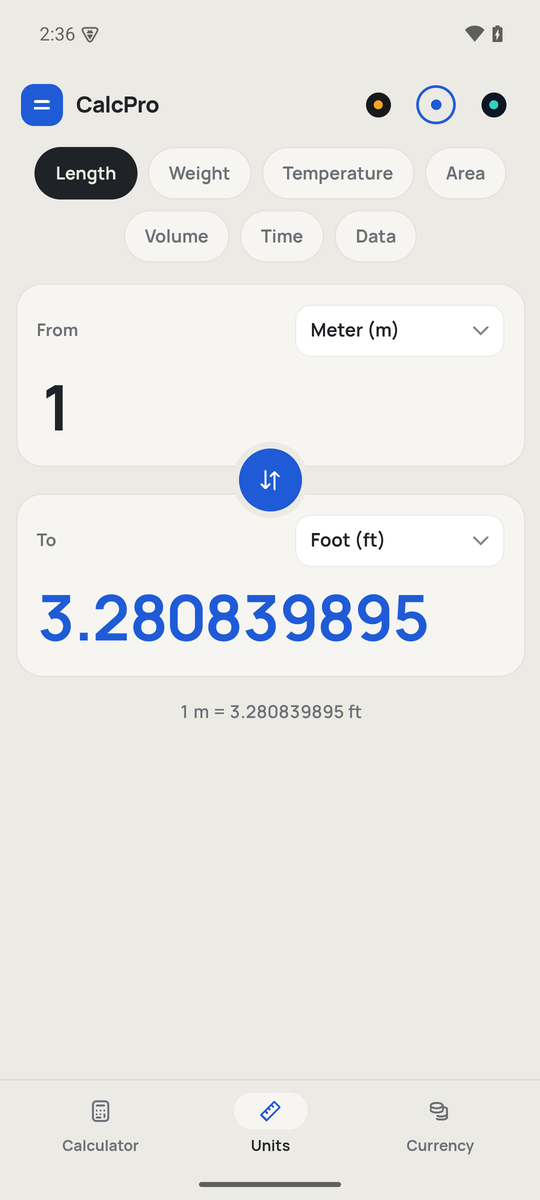 2:36
CalcPro
Length Weight Temperature Area
Volume Time Data
From Meter (m)
1
To Foot (ft)
3.280839895
1 m = 3.280839895 ft
Calculator Units Currency